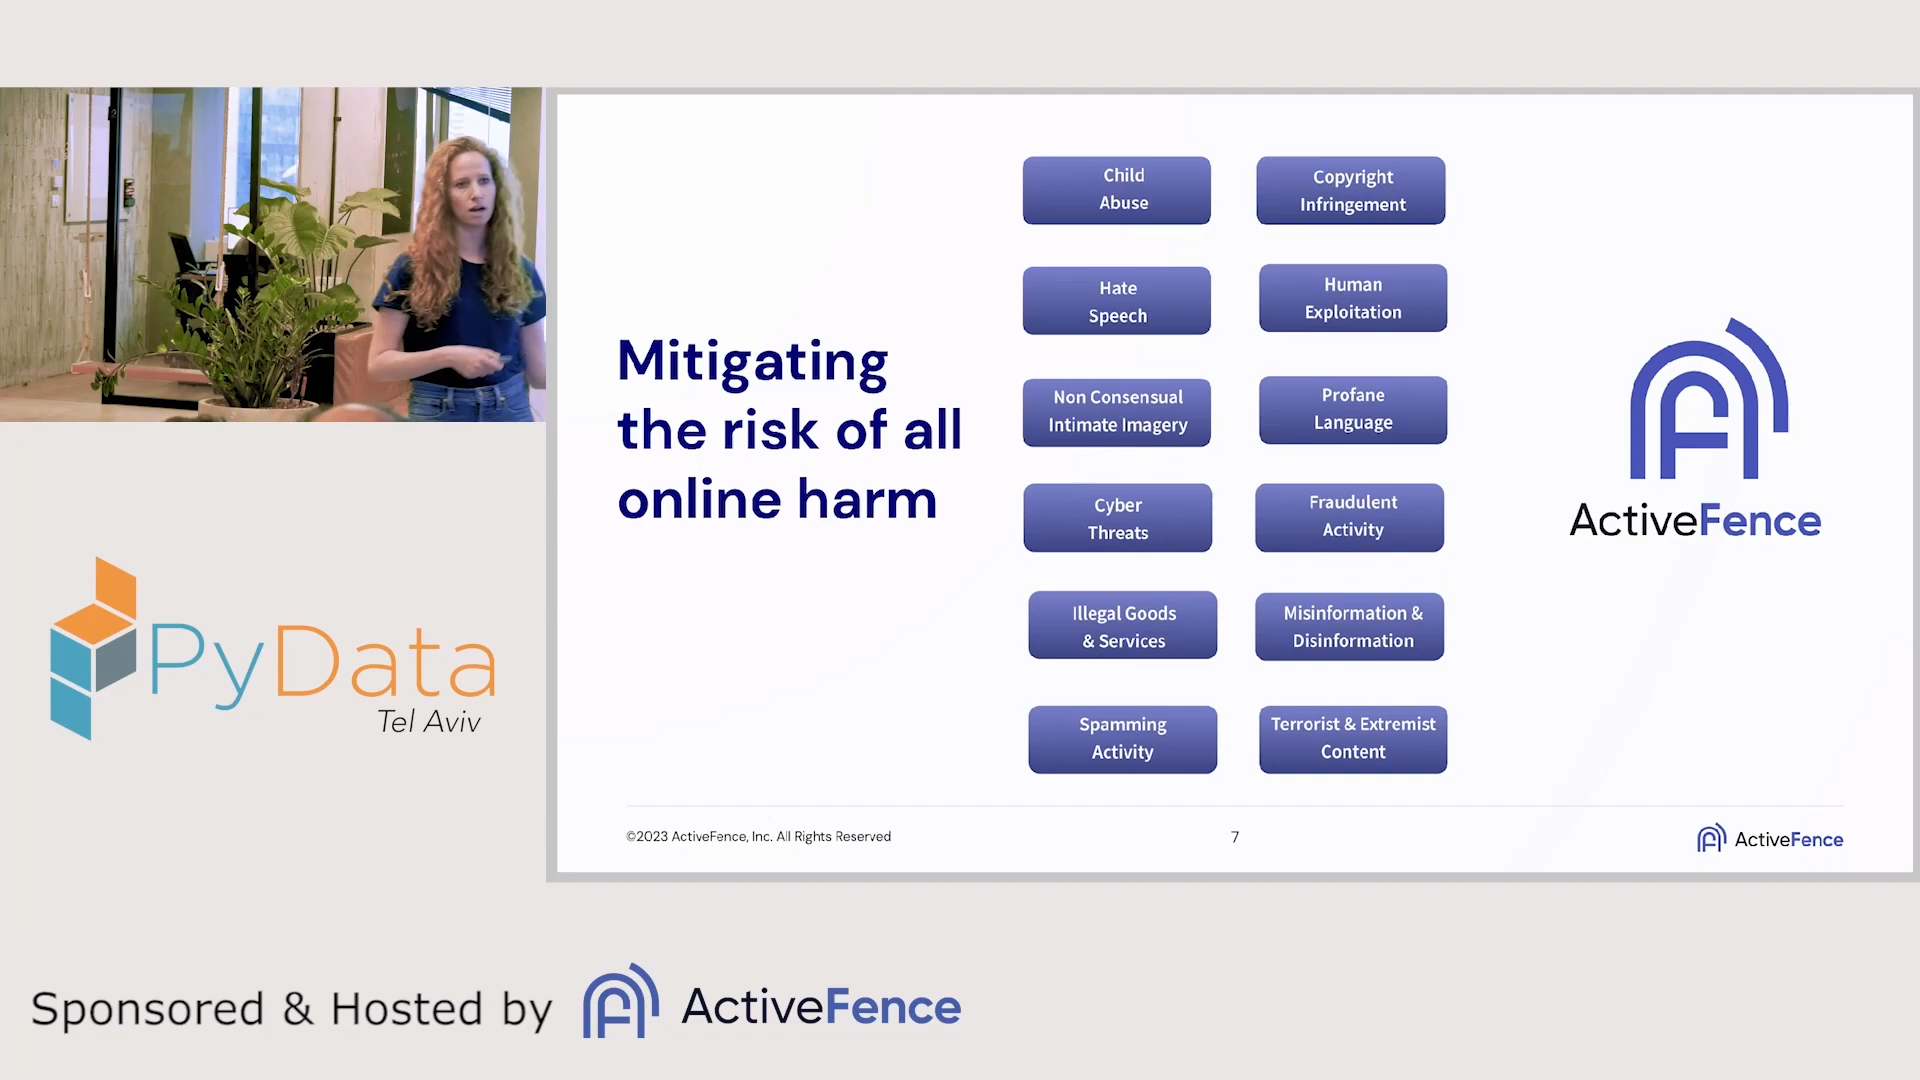 Mitigating
the risk of all
online harm
Child
Abuse
Copyright
Infringement
Hate
Speech
Human
Exploitation
Non Consensual
Intimate Imagery
Profane
Language
Cyber
Threats
Fraudulent
Activity
Illegal Goods
& Services
Misinformation &
Disinformation
Spamming
Activity
Terrorist & Extremist
Content
ActiveFence
©2023 ActiveFence, Inc. All Rights Reserved
7
ActiveFence
PyData
Tel Aviv
Sponsored & Hosted by
ActiveFence